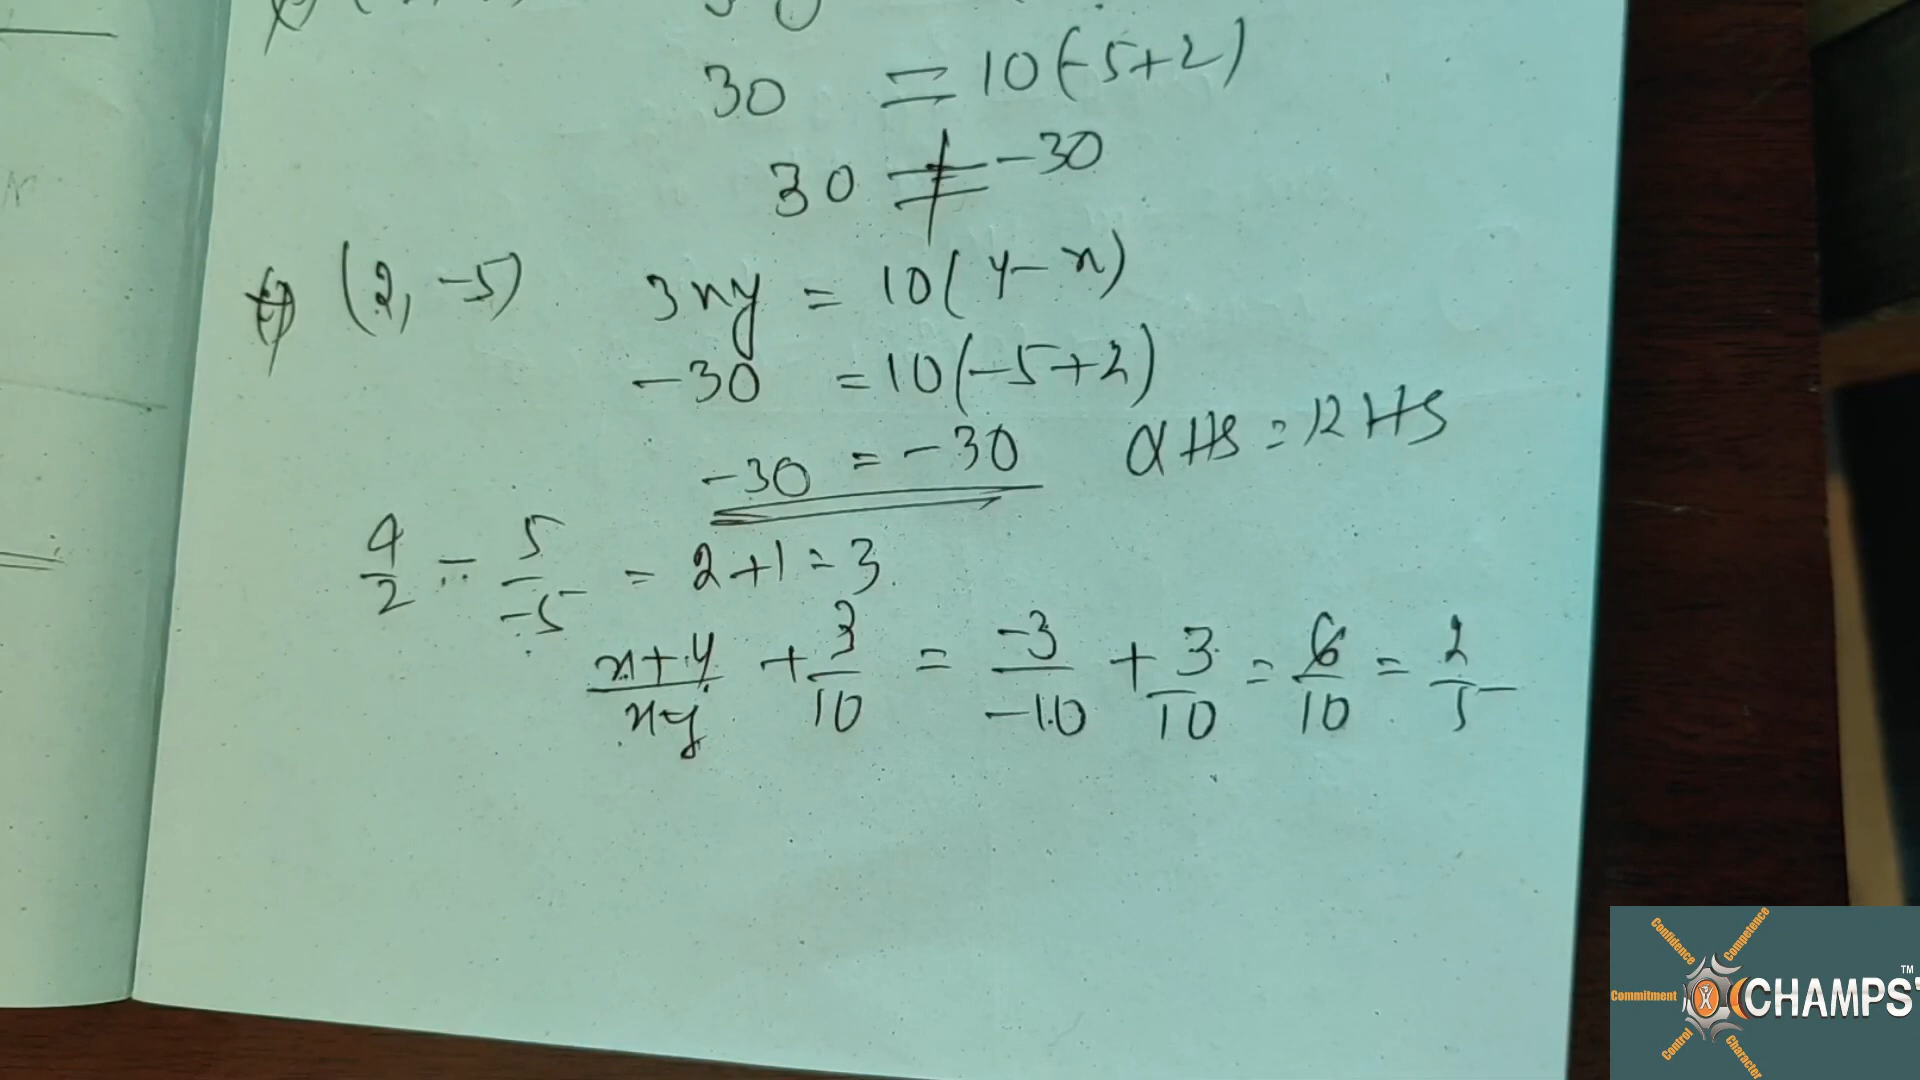 30 = 10(-5+2)
30 ≠ -30
(2, -5) 3xy = 10(y-x)
-30 = 10(-5+2)
-30 = -30 LHS = RHS
4/2 - 5/-5 = 2+1=3
x+y/xy + 3/10 = -3/-10 + 3/10 = 6/10 = 2/5
Confidence
Competence
Commitment
CHAMPS™
Control
Character